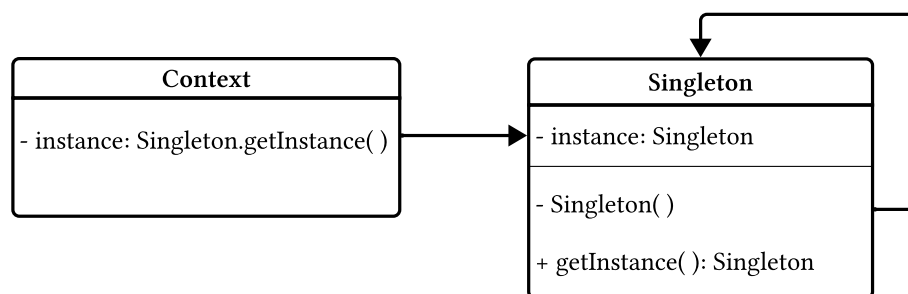 Context
- instance: Singleton.getInstance( )
Singleton
- instance: Singleton
- Singleton( )
+ getInstance( ): Singleton